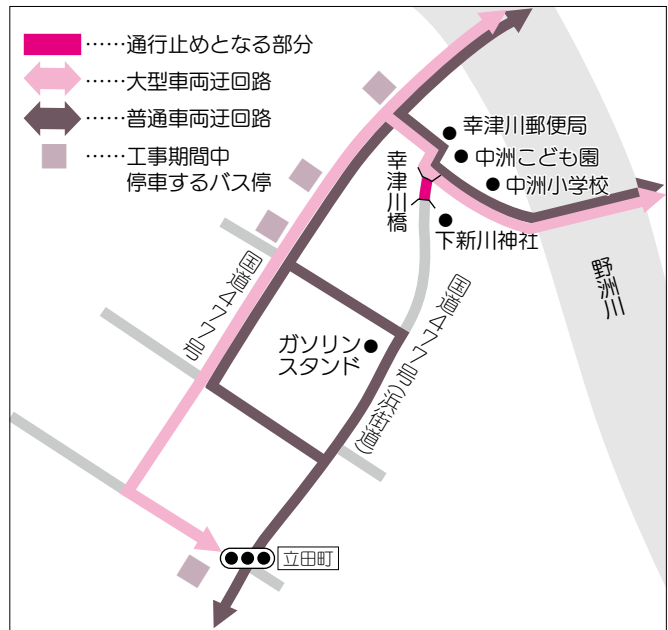 ……通行止めとなる部分
……大型車両迂回路
……普通車両迂回路
……工事期間中
停車するバス停
幸津川郵便局
中洲こども園
中洲小学校
幸津川橋
下新川神社
野洲川
国道477号
国道477号(浜街道)
ガソリン
スタンド
立田町